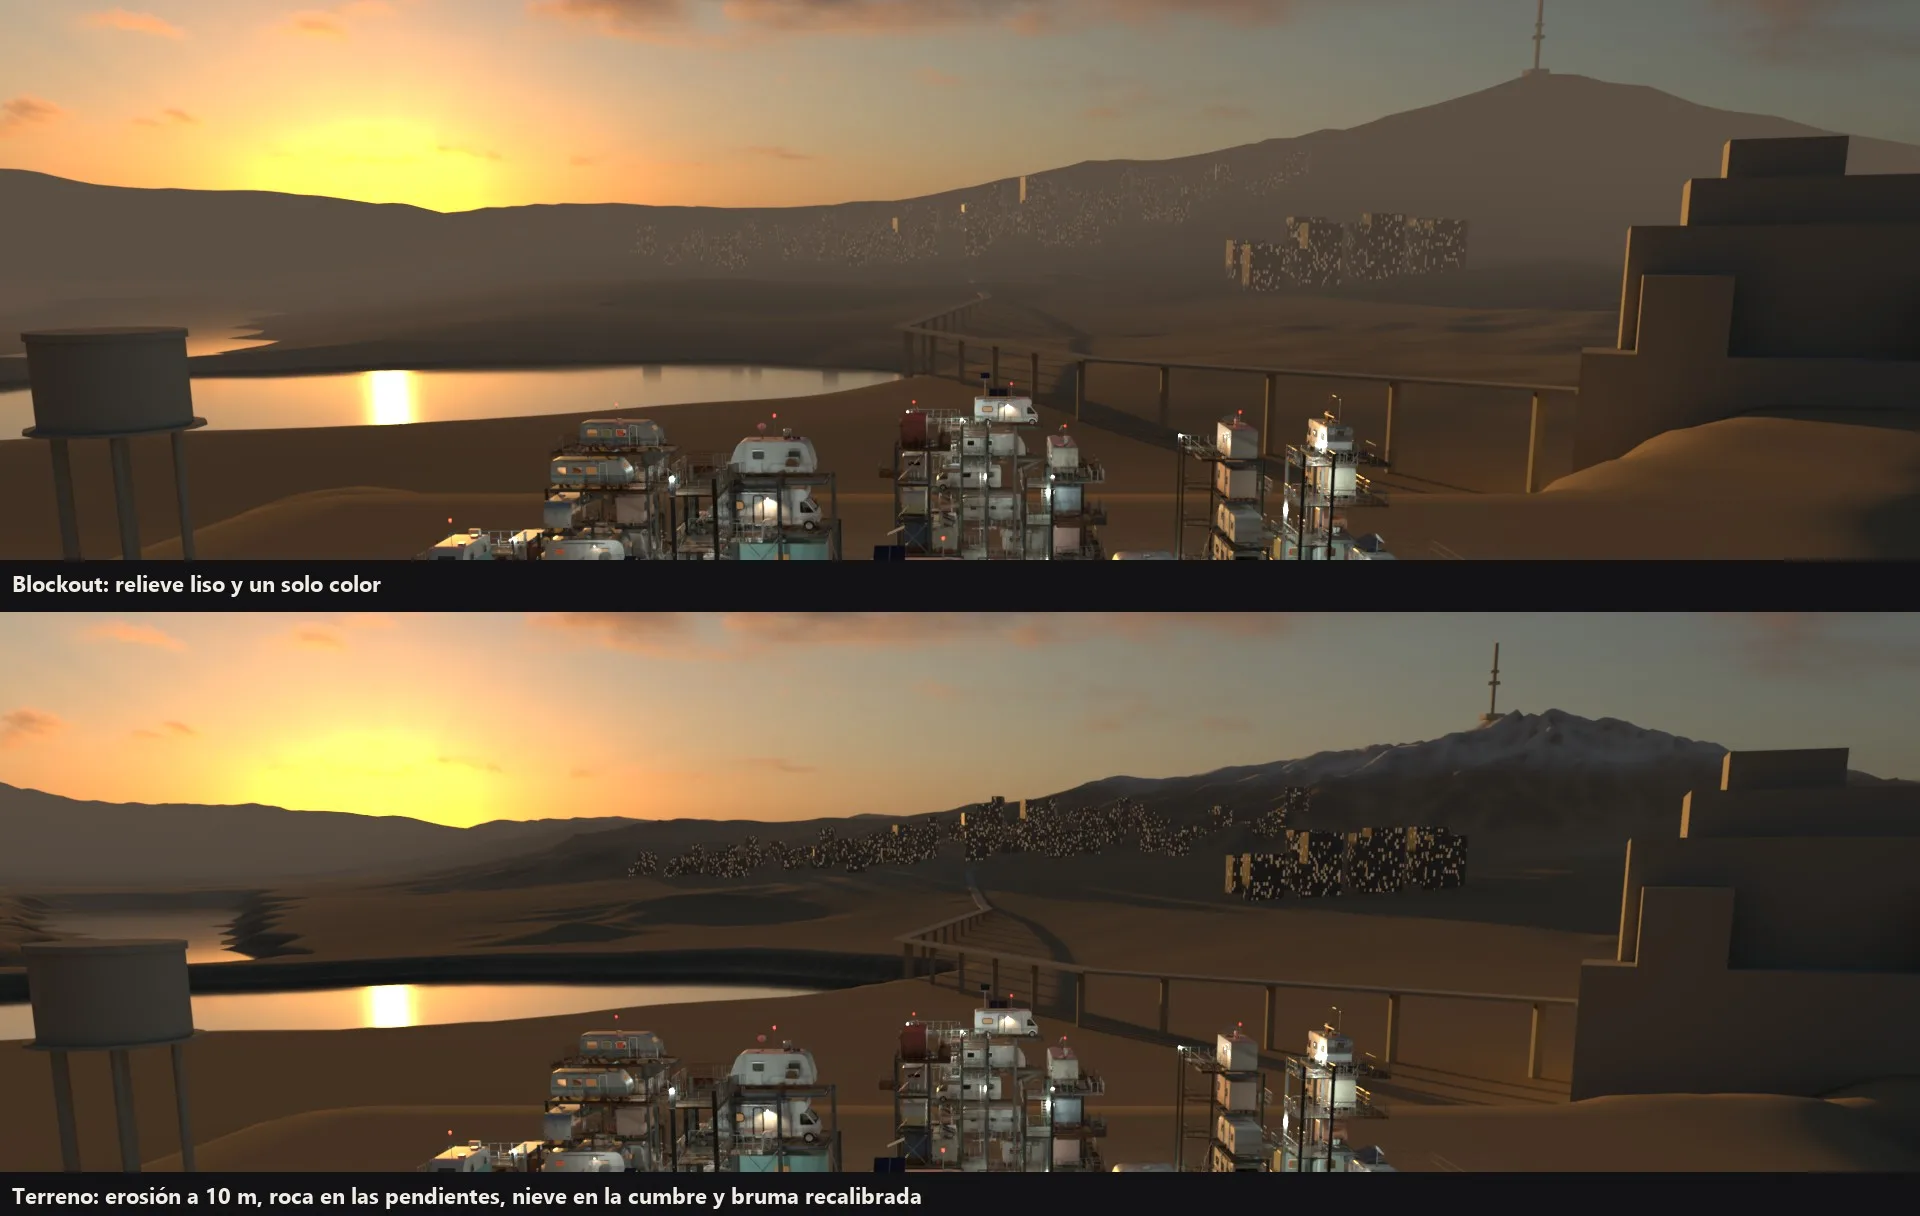 Blockout: relieve liso y un solo color
Terreno: erosión a 10 m, roca en las pendientes, nieve en la cumbre y bruma recalibrada